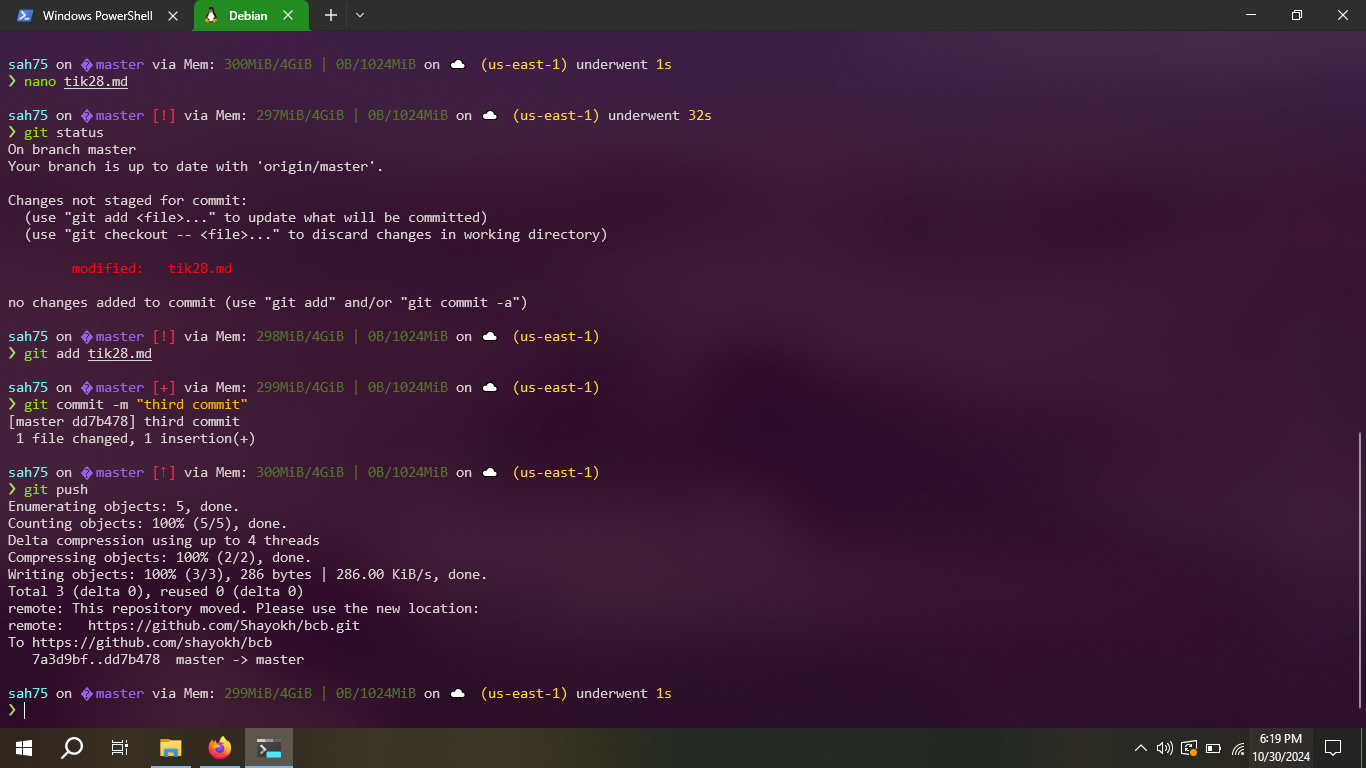 Windows PowerShell
Debian
sah75 on �master via Mem: 300MiB/4GiB | 0B/1024MiB on ☁ (us-east-1) underwent 1s
❯ nano tik28.md
sah75 on �master [!] via Mem: 297MiB/4GiB | 0B/1024MiB on ☁ (us-east-1) underwent 32s
❯ git status
On branch master
Your branch is up to date with 'origin/master'.
Changes not staged for commit:
  (use "git add <file>..." to update what will be committed)
  (use "git checkout -- <file>..." to discard changes in working directory)
        modified:   tik28.md
no changes added to commit (use "git add" and/or "git commit -a")
sah75 on �master [!] via Mem: 298MiB/4GiB | 0B/1024MiB on ☁ (us-east-1)
❯ git add tik28.md
sah75 on �master [+] via Mem: 299MiB/4GiB | 0B/1024MiB on ☁ (us-east-1)
❯ git commit -m "third commit"
[master dd7b478] third commit
 1 file changed, 1 insertion(+)
sah75 on �master [↑] via Mem: 300MiB/4GiB | 0B/1024MiB on ☁ (us-east-1)
❯ git push
Enumerating objects: 5, done.
Counting objects: 100% (5/5), done.
Delta compression using up to 4 threads
Compressing objects: 100% (2/2), done.
Writing objects: 100% (3/3), 286 bytes | 286.00 KiB/s, done.
Total 3 (delta 0), reused 0 (delta 0)
remote: This repository moved. Please use the new location:
remote:   https://github.com/Shayokh/bcb.git
To https://github.com/shayokh/bcb
   7a3d9bf..dd7b478  master -> master
sah75 on �master via Mem: 299MiB/4GiB | 0B/1024MiB on ☁ (us-east-1) underwent 1s
❯
6:19 PM
10/30/2024